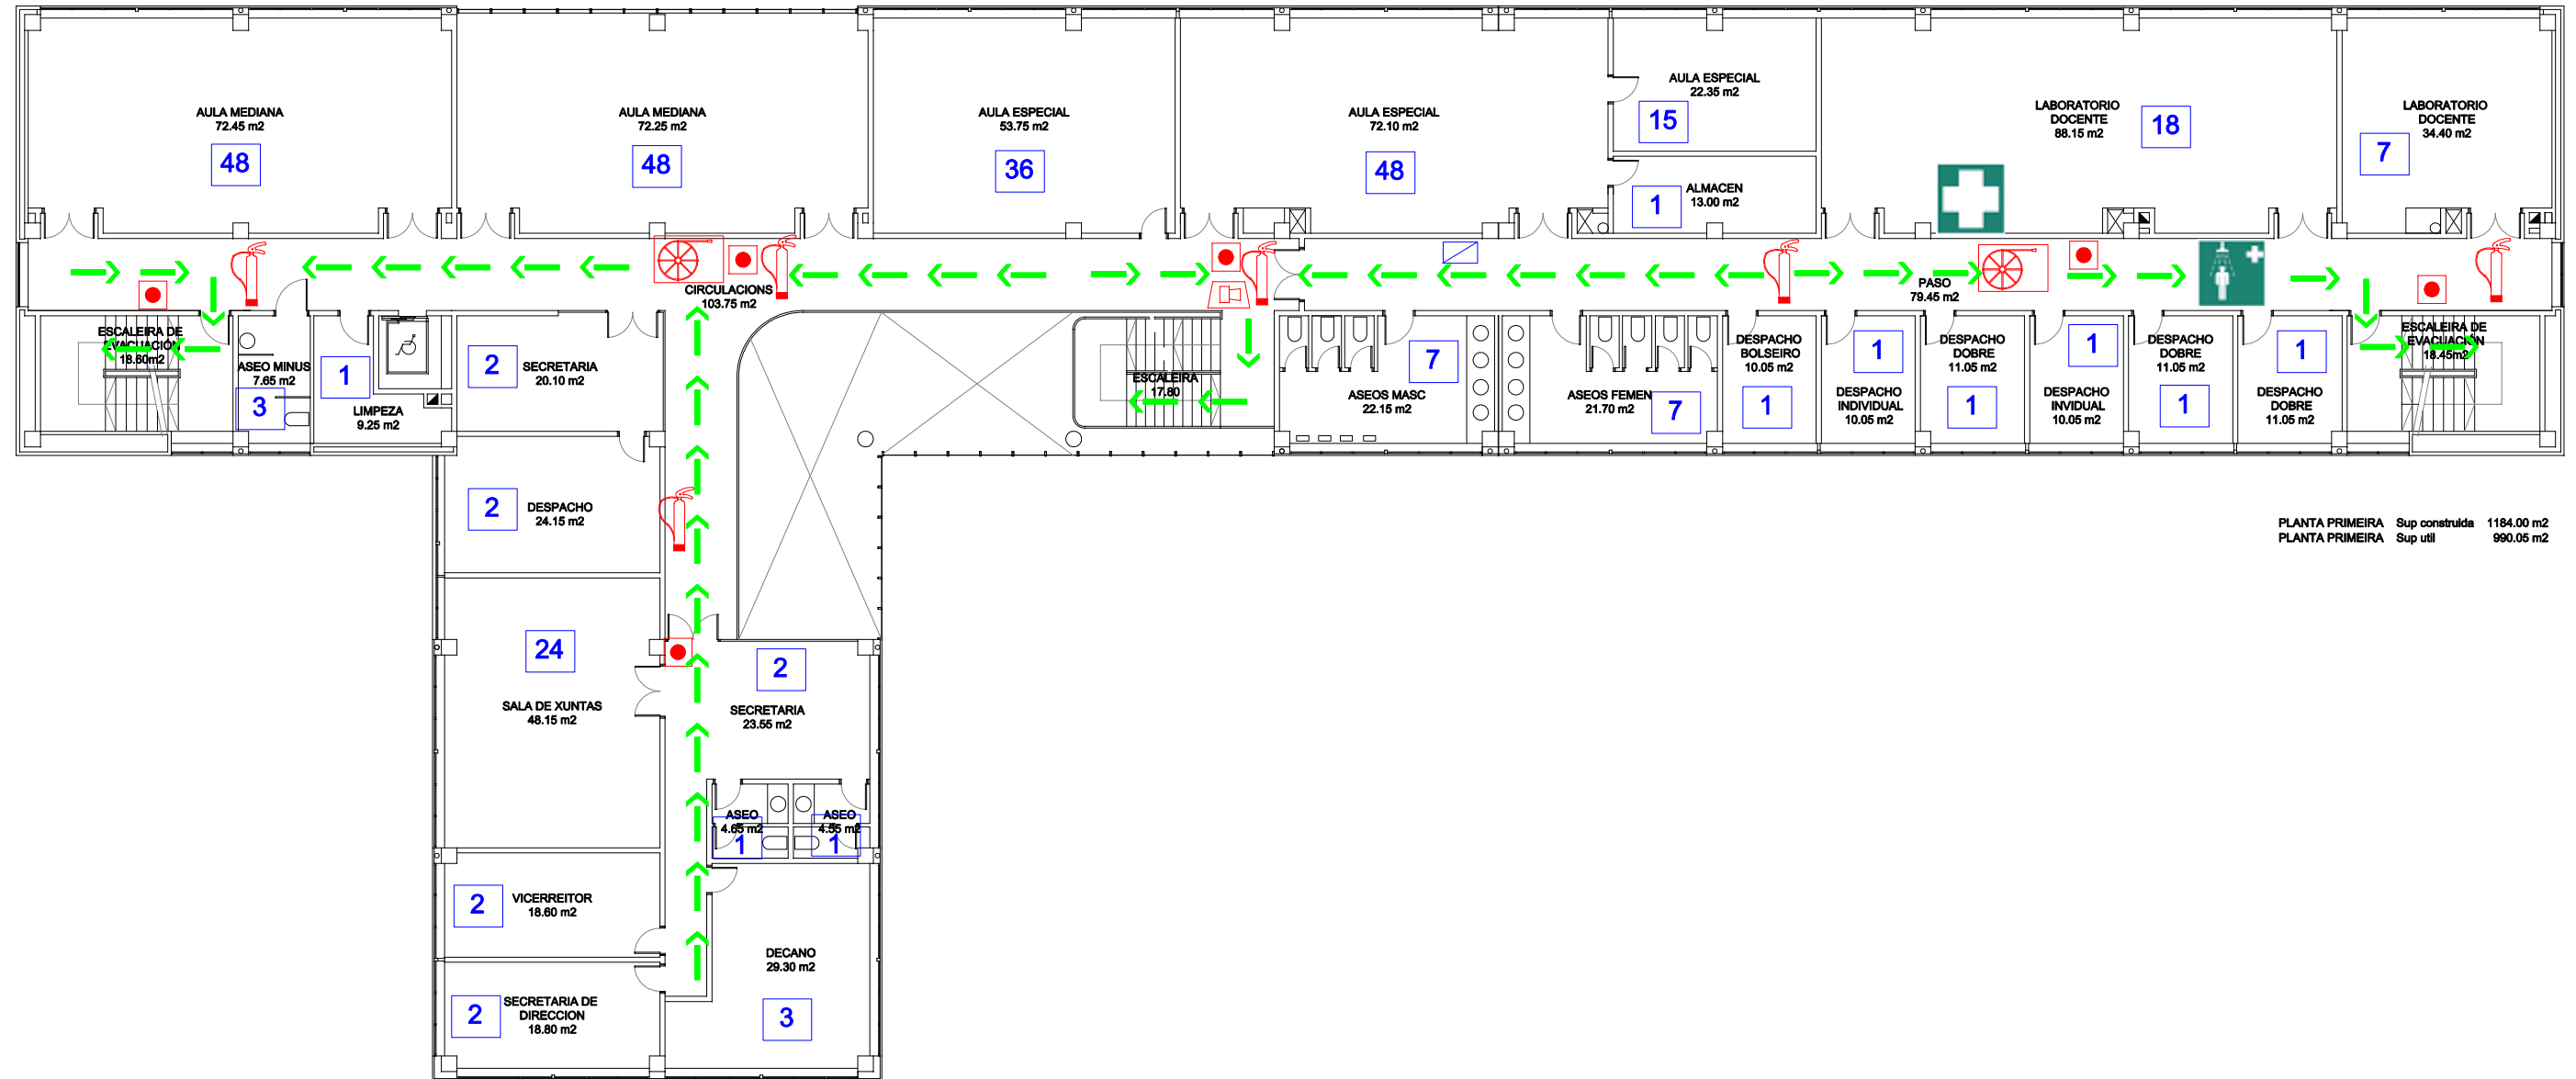 AULA MEDIANA
72.45 m2
48
AULA MEDIANA
72.25 m2
48
AULA ESPECIAL
53.75 m2
36
AULA ESPECIAL
72.10 m2
48
AULA ESPECIAL
22.35 m2
15
ALMACEN
13.00 m2
1
LABORATORIO
DOCENTE
88.15 m2
18
LABORATORIO
DOCENTE
34.40 m2
7
CIRCULACIONS
103.75 m2
PASO
79.45 m2
ESCALEIRA DE
EVACUACIÓN
18.60m2
ASEO MINUS
7.65 m2
3
1
LIMPEZA
9.25 m2
2
SECRETARIA
20.10 m2
ESCALEIRA
17.80
7
ASEOS MASC
22.15 m2
ASEOS FEMEN
21.70 m2
7
DESPACHO
BOLSEIRO
10.05 m2
1
1
DESPACHO
INDIVIDUAL
10.05 m2
DESPACHO
DOBRE
11.05 m2
1
1
DESPACHO
INVIDUAL
10.05 m2
DESPACHO
DOBRE
11.05 m2
1
1
DESPACHO
DOBRE
11.05 m2
ESCALEIRA DE
EVACUACIÓN
18.45m2
2
DESPACHO
24.15 m2
PLANTA PRIMEIRA Sup construida 1184.00 m2
PLANTA PRIMEIRA Sup util 990.05 m2
24
SALA DE XUNTAS
48.15 m2
2
SECRETARIA
23.55 m2
ASEO
4.65 m2
1
ASEO
4.55 m2
1
2
VICERREITOR
18.60 m2
2
SECRETARIA DE
DIRECCION
18.80 m2
DECANO
29.30 m2
3